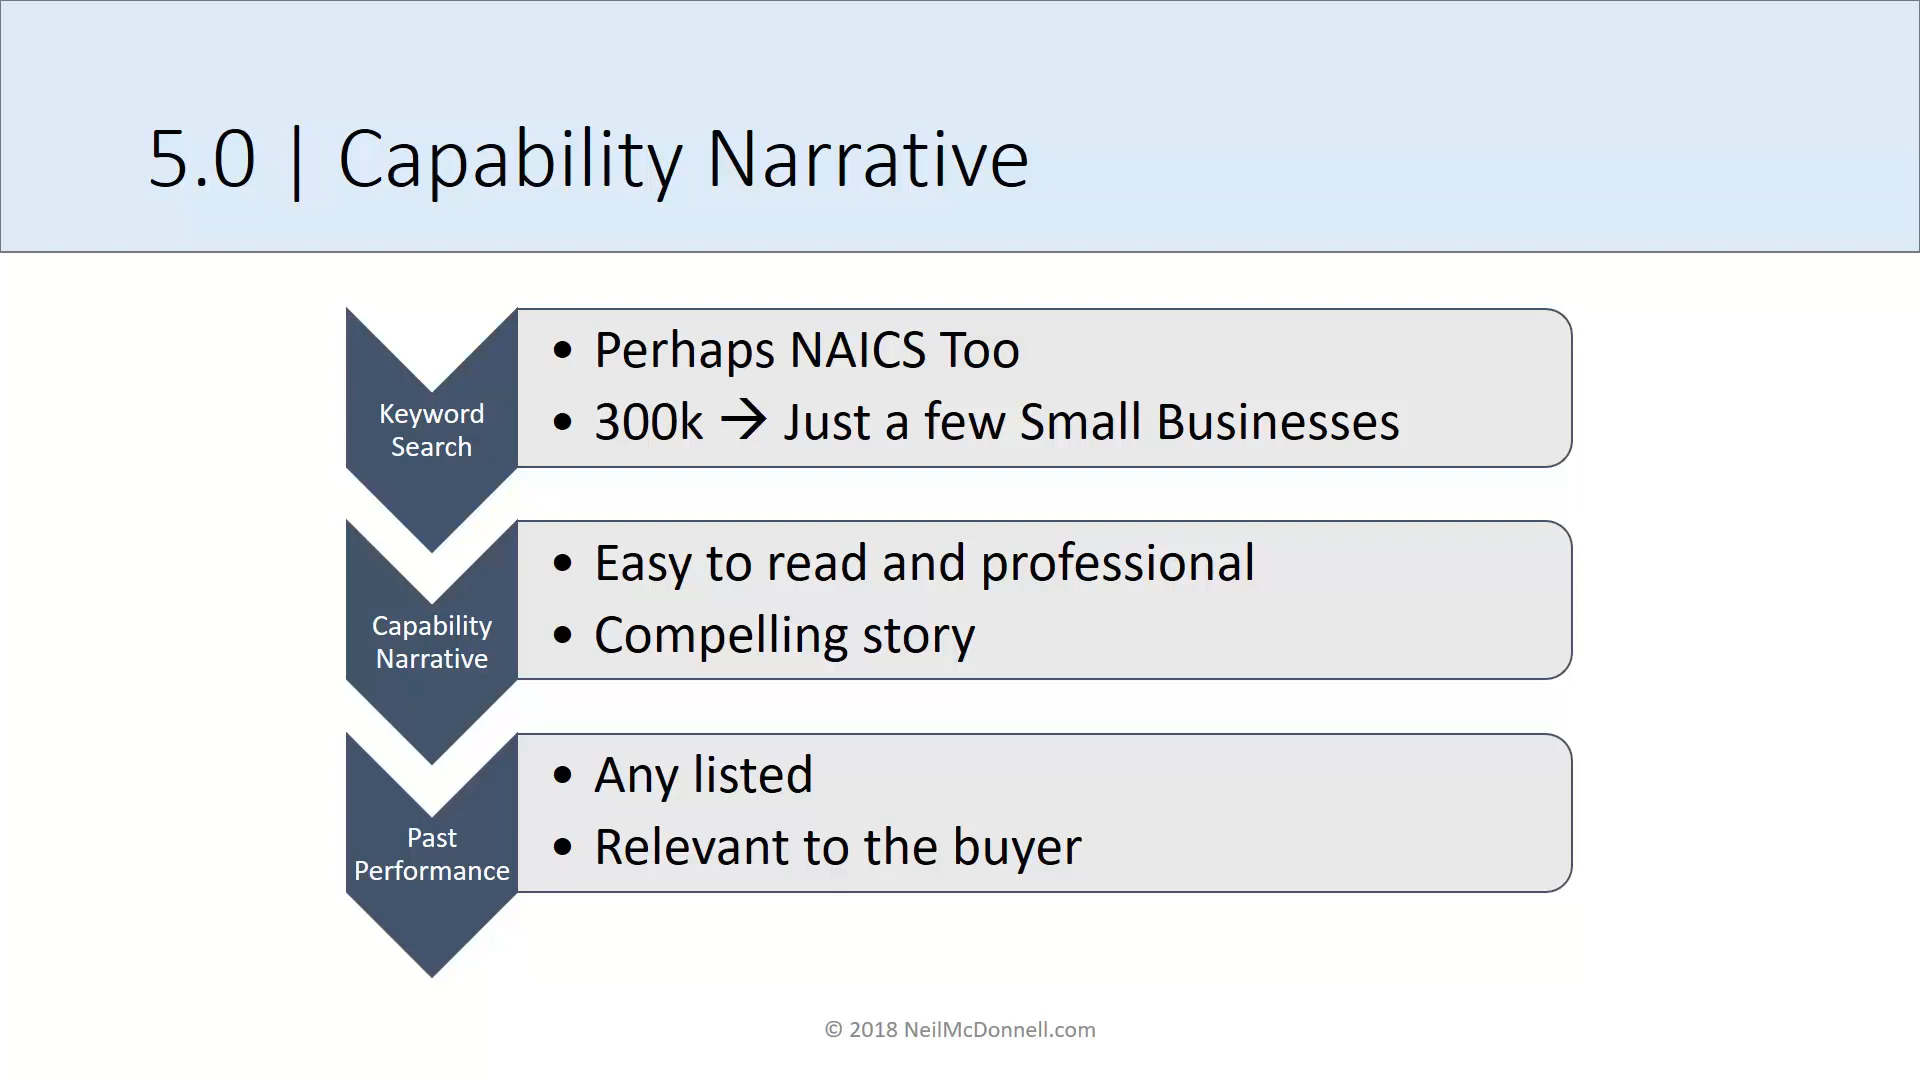 5.0 | Capability Narrative
Keyword
Search
• Perhaps NAICS Too
• 300k → Just a few Small Businesses
Capability
Narrative
• Easy to read and professional
• Compelling story
Past
Performance
• Any listed
• Relevant to the buyer
© 2018 NeilMcDonnell.com